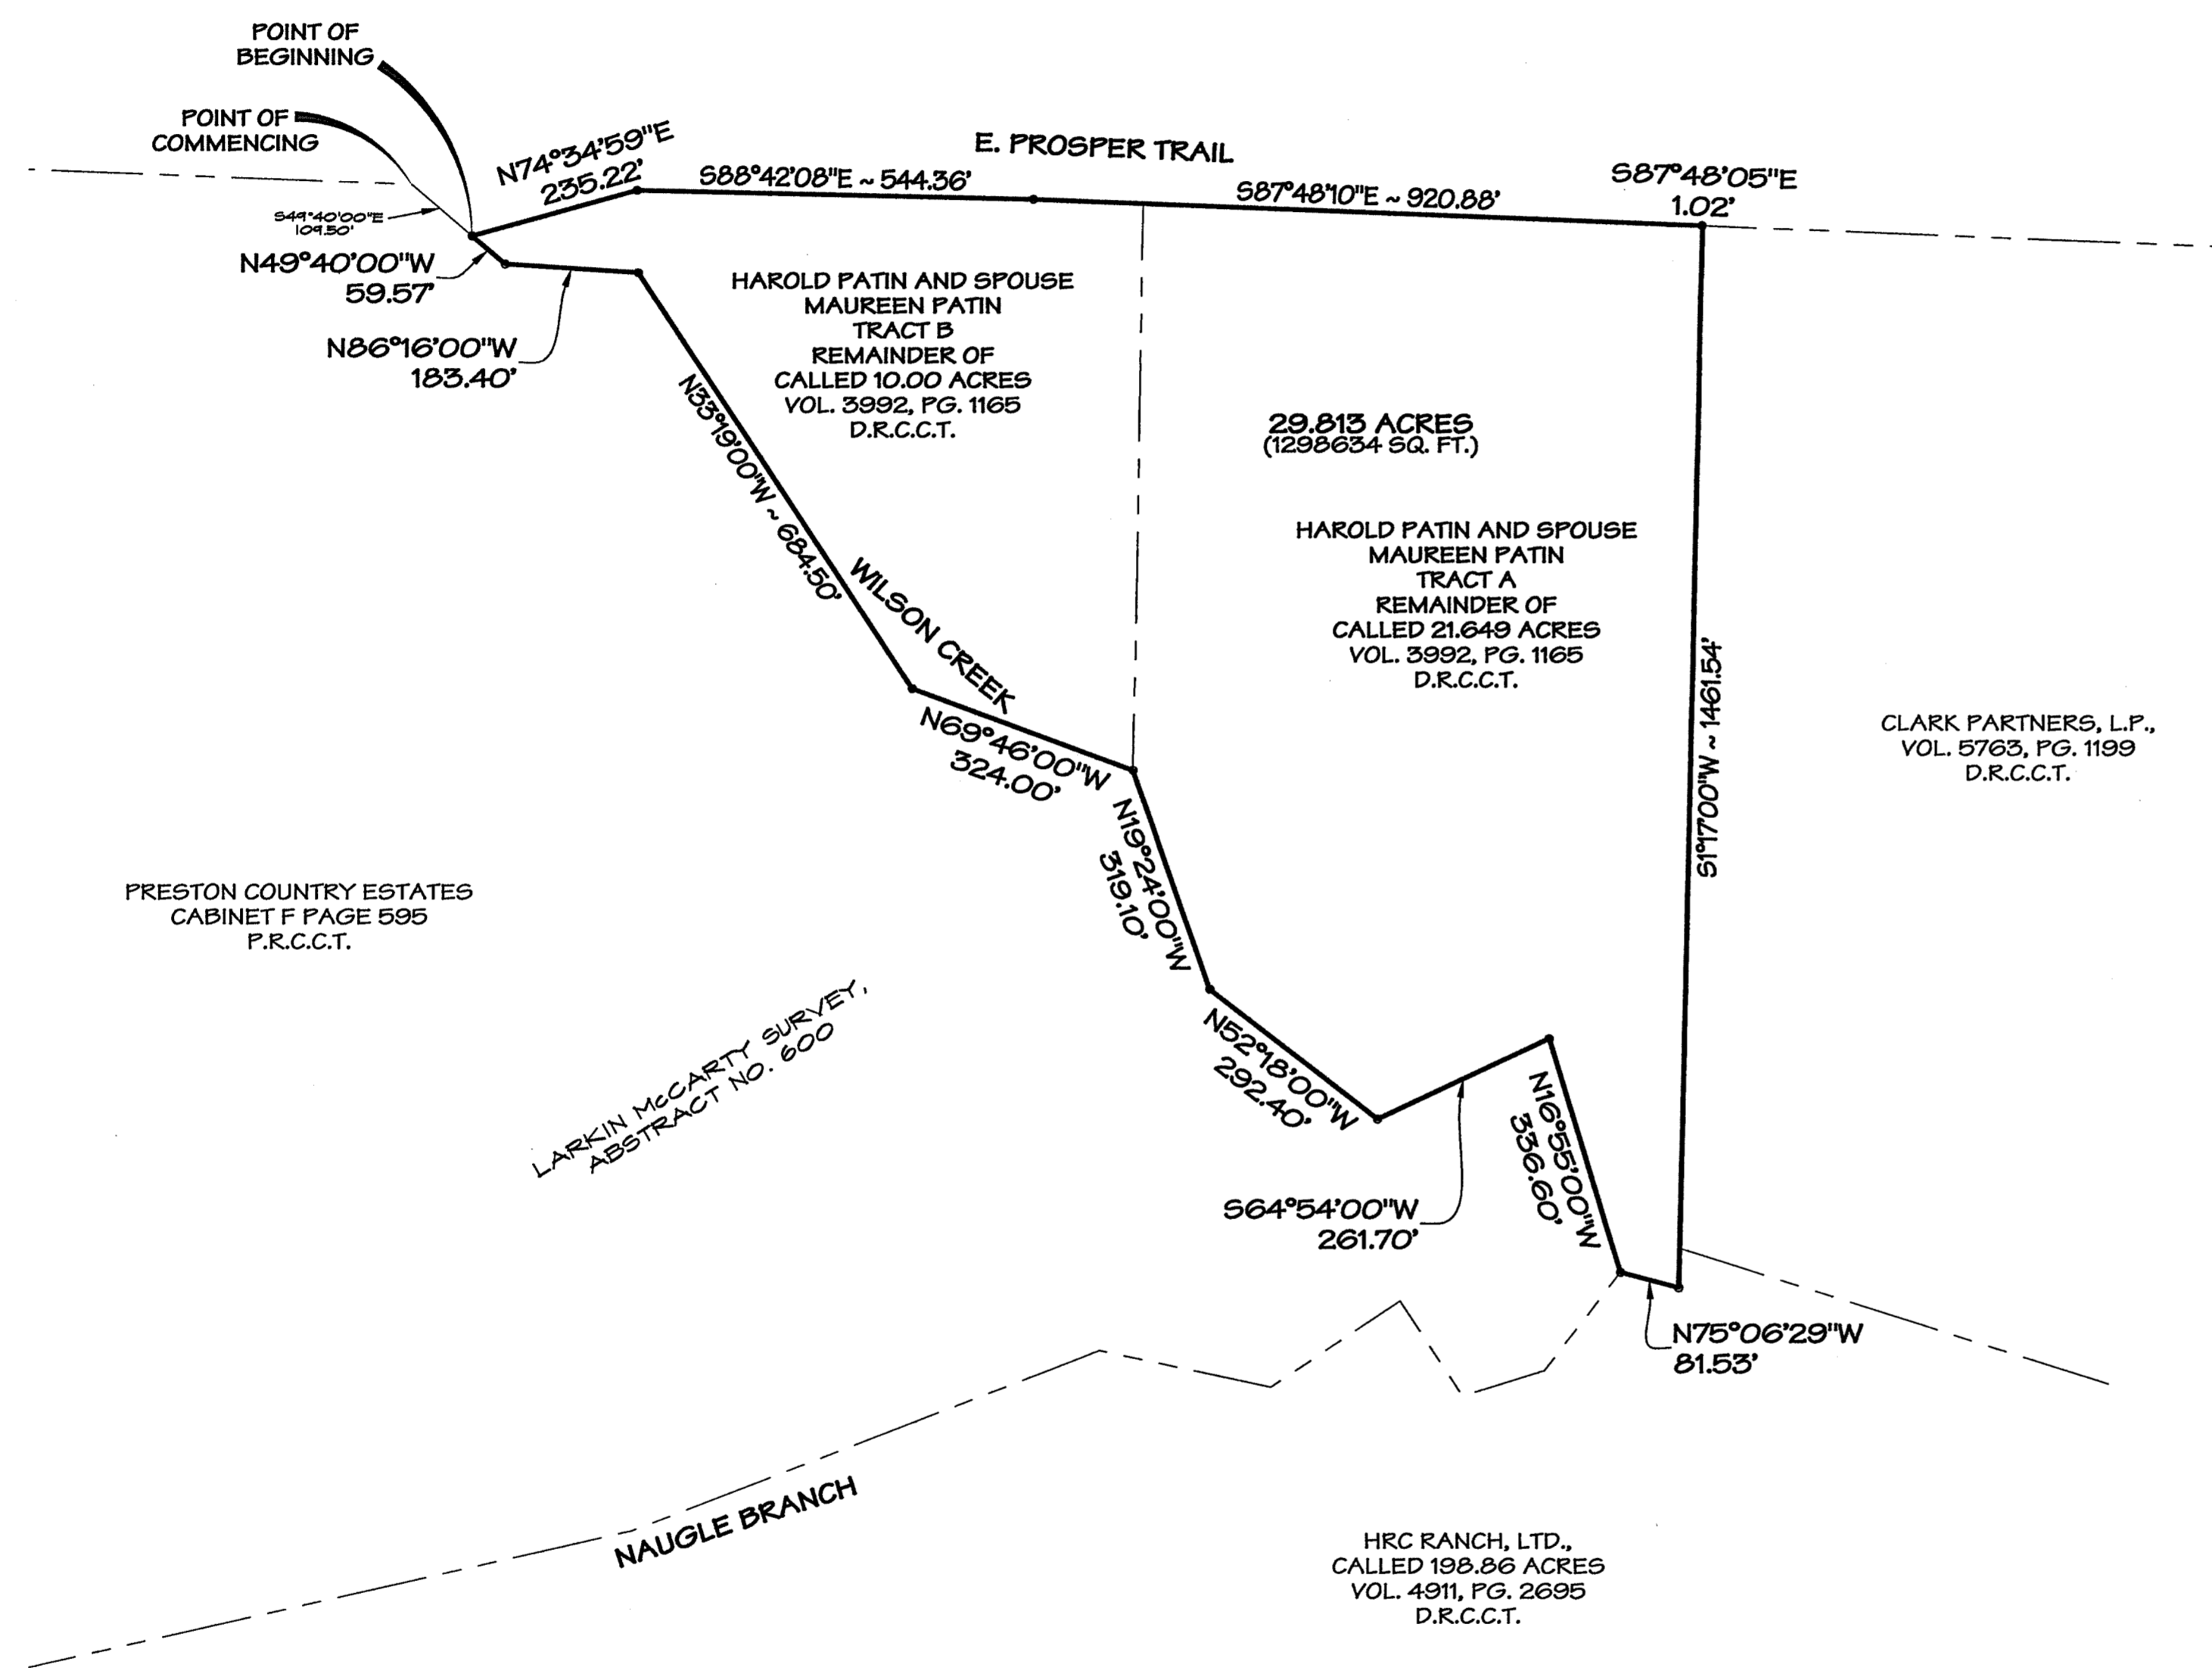 POINT OF
BEGINNING
POINT OF
COMMENCING
E. PROSPER TRAIL
N74°34'59"E
235.22'
S88°42'08"E ~ 544.36'
S87°48'10"E ~ 920.88'
S87°48'05"E
1.02'
S49°40'00"E
109.50'
N49°40'00"W
59.57'
N86°16'00"W
183.40'
HAROLD PATIN AND SPOUSE
MAUREEN PATIN
TRACT B
REMAINDER OF
CALLED 10.00 ACRES
VOL. 3992, PG. 1165
D.R.C.C.T.
29.813 ACRES
(1298634 SQ. FT.)
N33°19'00"W ~ 684.50'
WILSON CREEK
HAROLD PATIN AND SPOUSE
MAUREEN PATIN
TRACT A
REMAINDER OF
CALLED 21.649 ACRES
VOL. 3992, PG. 1165
D.R.C.C.T.
S1°17'00"W ~ 1461.54'
CLARK PARTNERS, L.P.,
VOL. 5763, PG. 1199
D.R.C.C.T.
N69°46'00"W
324.00'
N19°24'00"W
319.10'
PRESTON COUNTRY ESTATES
CABINET F PAGE 595
P.R.C.C.T.
LARKIN McCARTY SURVEY,
ABSTRACT NO. 600
N52°18'00"W
292.40'
N16°55'00"W
336.60'
S64°54'00"W
261.70'
N75°06'29"W
81.53'
NAUGLE BRANCH
HRC RANCH, LTD.,
CALLED 198.86 ACRES
VOL. 4911, PG. 2695
D.R.C.C.T.